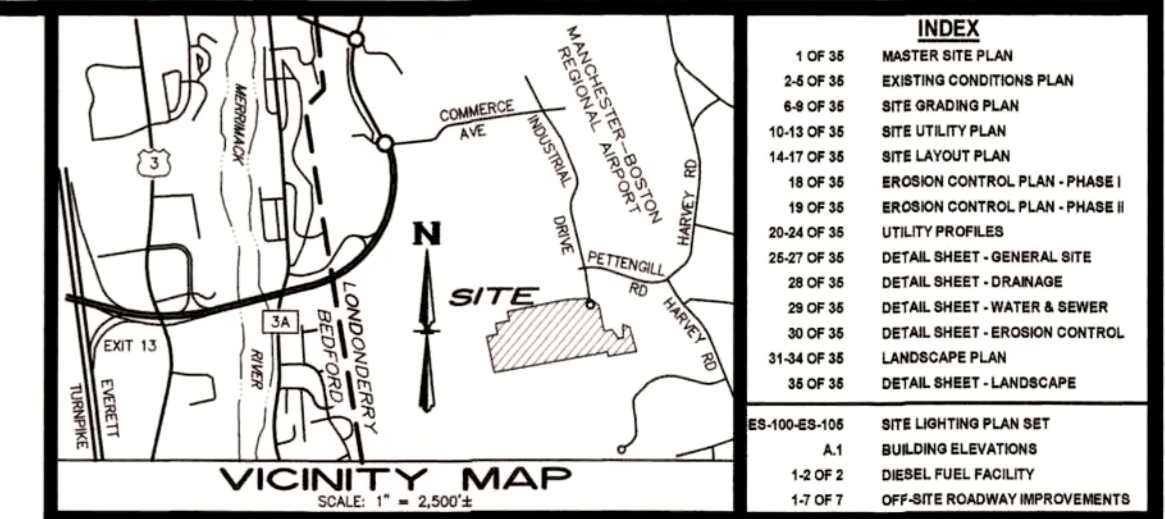 MANCHESTER-BOSTON
REGIONAL AIRPORT
MERRIMACK
COMMERCE
AVE
3
INDUSTRIAL
DRIVE
HARVEY RD
N
PETTENGILL
RD
SITE
HARVEY RD
3A
LONDONDERRY
BEDFORD
EXIT 13
RIVER
EVERETT
TURNPIKE
VICINITY MAP
SCALE: 1" = 2,500'±
INDEX
1 OF 35 MASTER SITE PLAN
2-5 OF 35 EXISTING CONDITIONS PLAN
6-9 OF 35 SITE GRADING PLAN
10-13 OF 35 SITE UTILITY PLAN
14-17 OF 35 SITE LAYOUT PLAN
18 OF 35 EROSION CONTROL PLAN - PHASE I
19 OF 35 EROSION CONTROL PLAN - PHASE Ii
20-24 OF 35 UTILITY PROFILES
25-27 OF 35 DETAIL SHEET - GENERAL SITE
28 OF 35 DETAIL SHEET - DRAINAGE
29 OF 35 DETAIL SHEET - WATER & SEWER
30 OF 35 DETAIL SHEET - EROSION CONTROL
31-34 OF 35 LANDSCAPE PLAN
35 OF 35 DETAIL SHEET - LANDSCAPE
ES-100-ES-105 SITE LIGHTING PLAN SET
A.1 BUILDING ELEVATIONS
1-2 OF 2 DIESEL FUEL FACILITY
1-7 OF 7 OFF-SITE ROADWAY IMPROVEMENTS